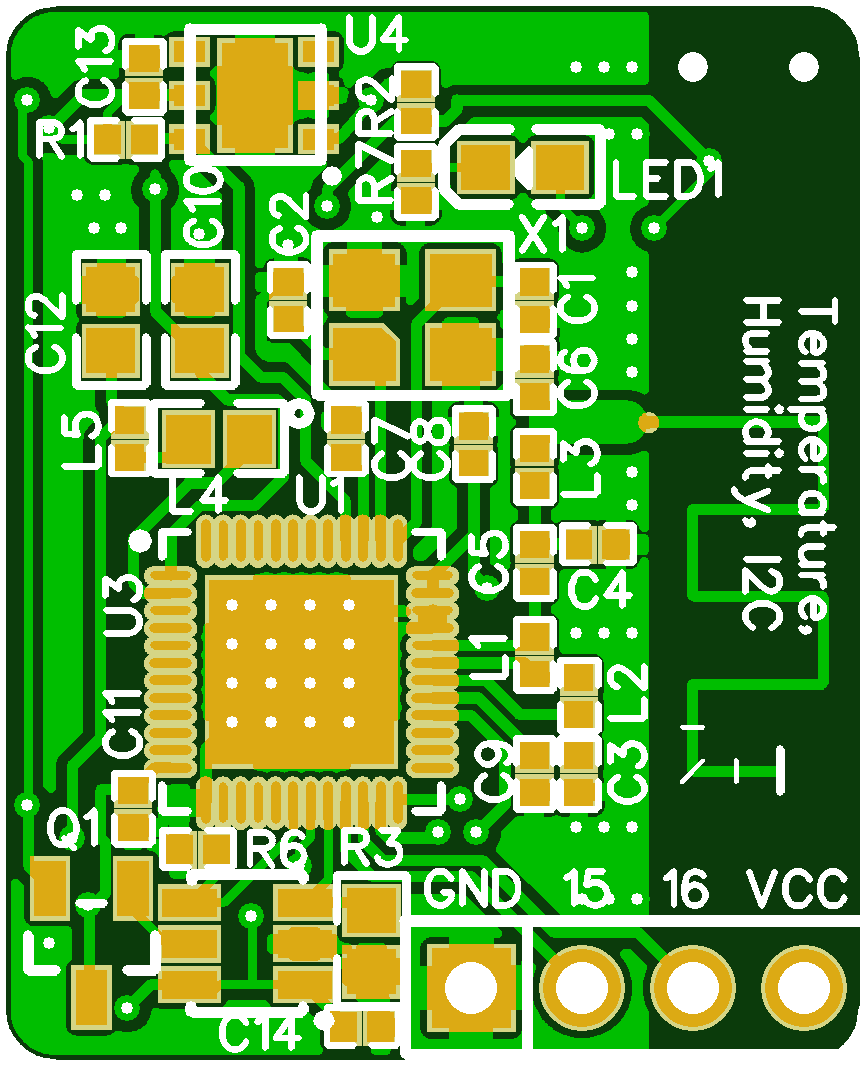 U4
C13
R1
R2
R7
LED1
C10
C2
X1
C1
C12
C6
L5
L4
C7
C8
L3
U1
Temperature,
Humidity, I2C
U3
C5
C4
L1
L2
C11
C9
C3
Q1
R6
R3
GND 15 16 VCC
C14